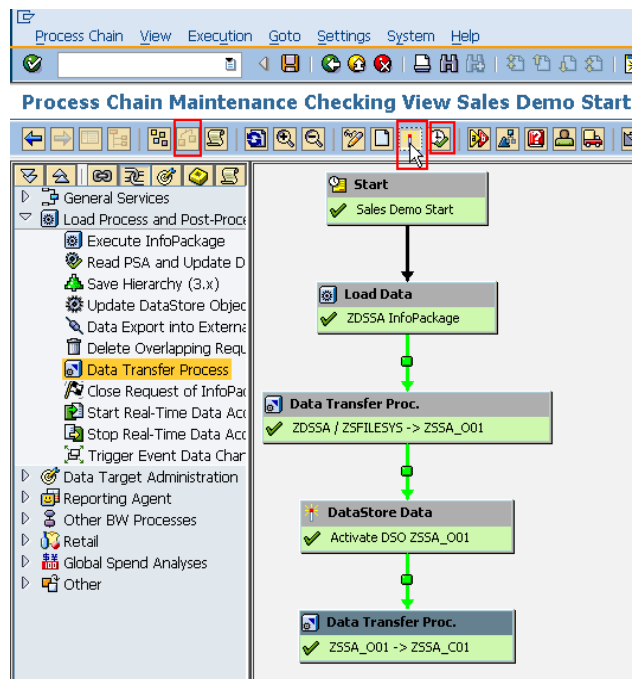 Process Chain View Execution Goto Settings System Help
Process Chain Maintenance Checking View Sales Demo Start
General Services
Load Process and Post-Proce
Execute InfoPackage
Read PSA and Update D
Save Hierarchy (3.x)
Update DataStore Objec
Data Export into Externa
Delete Overlapping Requ
Data Transfer Process
Close Request of InfoPac
Start Real-Time Data Acc
Stop Real-Time Data Acc
Trigger Event Data Chan
Data Target Administration
Reporting Agent
Other BW Processes
Retail
Global Spend Analyses
Other
Start
Sales Demo Start
Load Data
ZDSSA InfoPackage
Data Transfer Proc.
ZDSSA / ZSFILESYS -> ZSSA_O01
DataStore Data
Activate DSO ZSSA_O01
Data Transfer Proc.
ZSSA_O01 -> ZSSA_C01